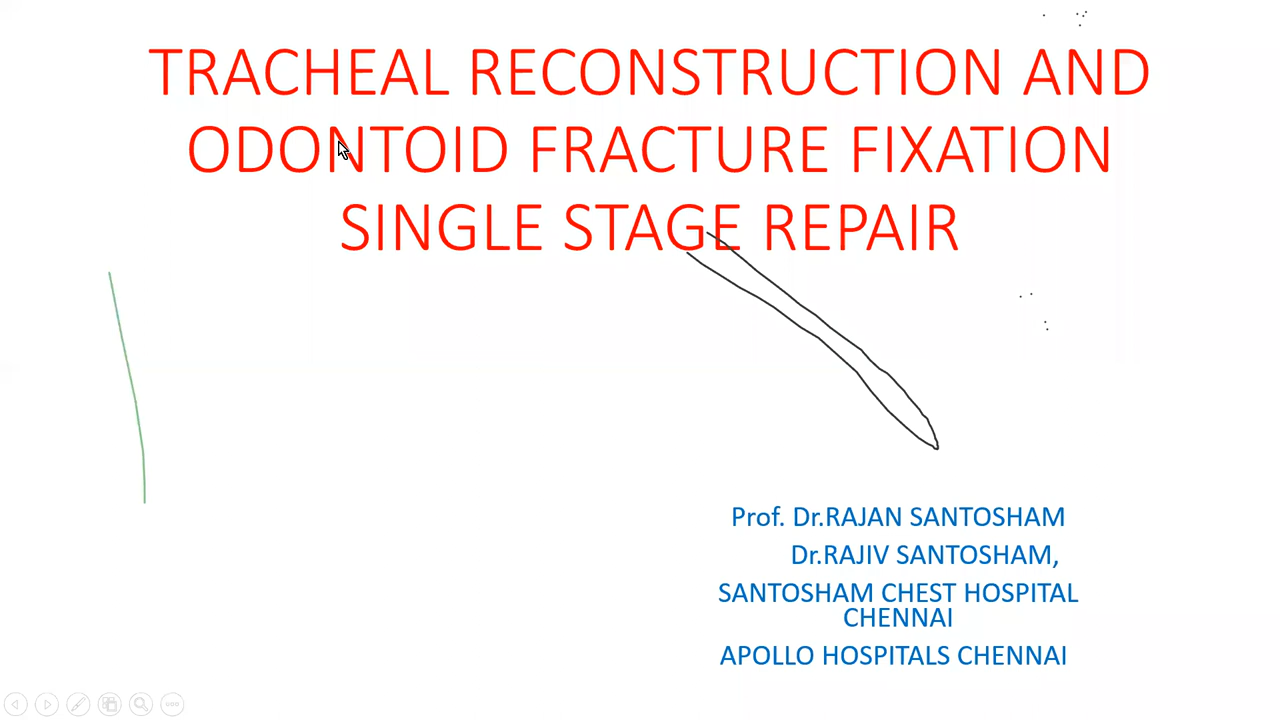 TRACHEAL RECONSTRUCTION AND
ODONTOID FRACTURE FIXATION
SINGLE STAGE REPAIR
Prof. Dr.RAJAN SANTOSHAM
Dr.RAJIV SANTOSHAM,
SANTOSHAM CHEST HOSPITAL
CHENNAI
APOLLO HOSPITALS CHENNAI